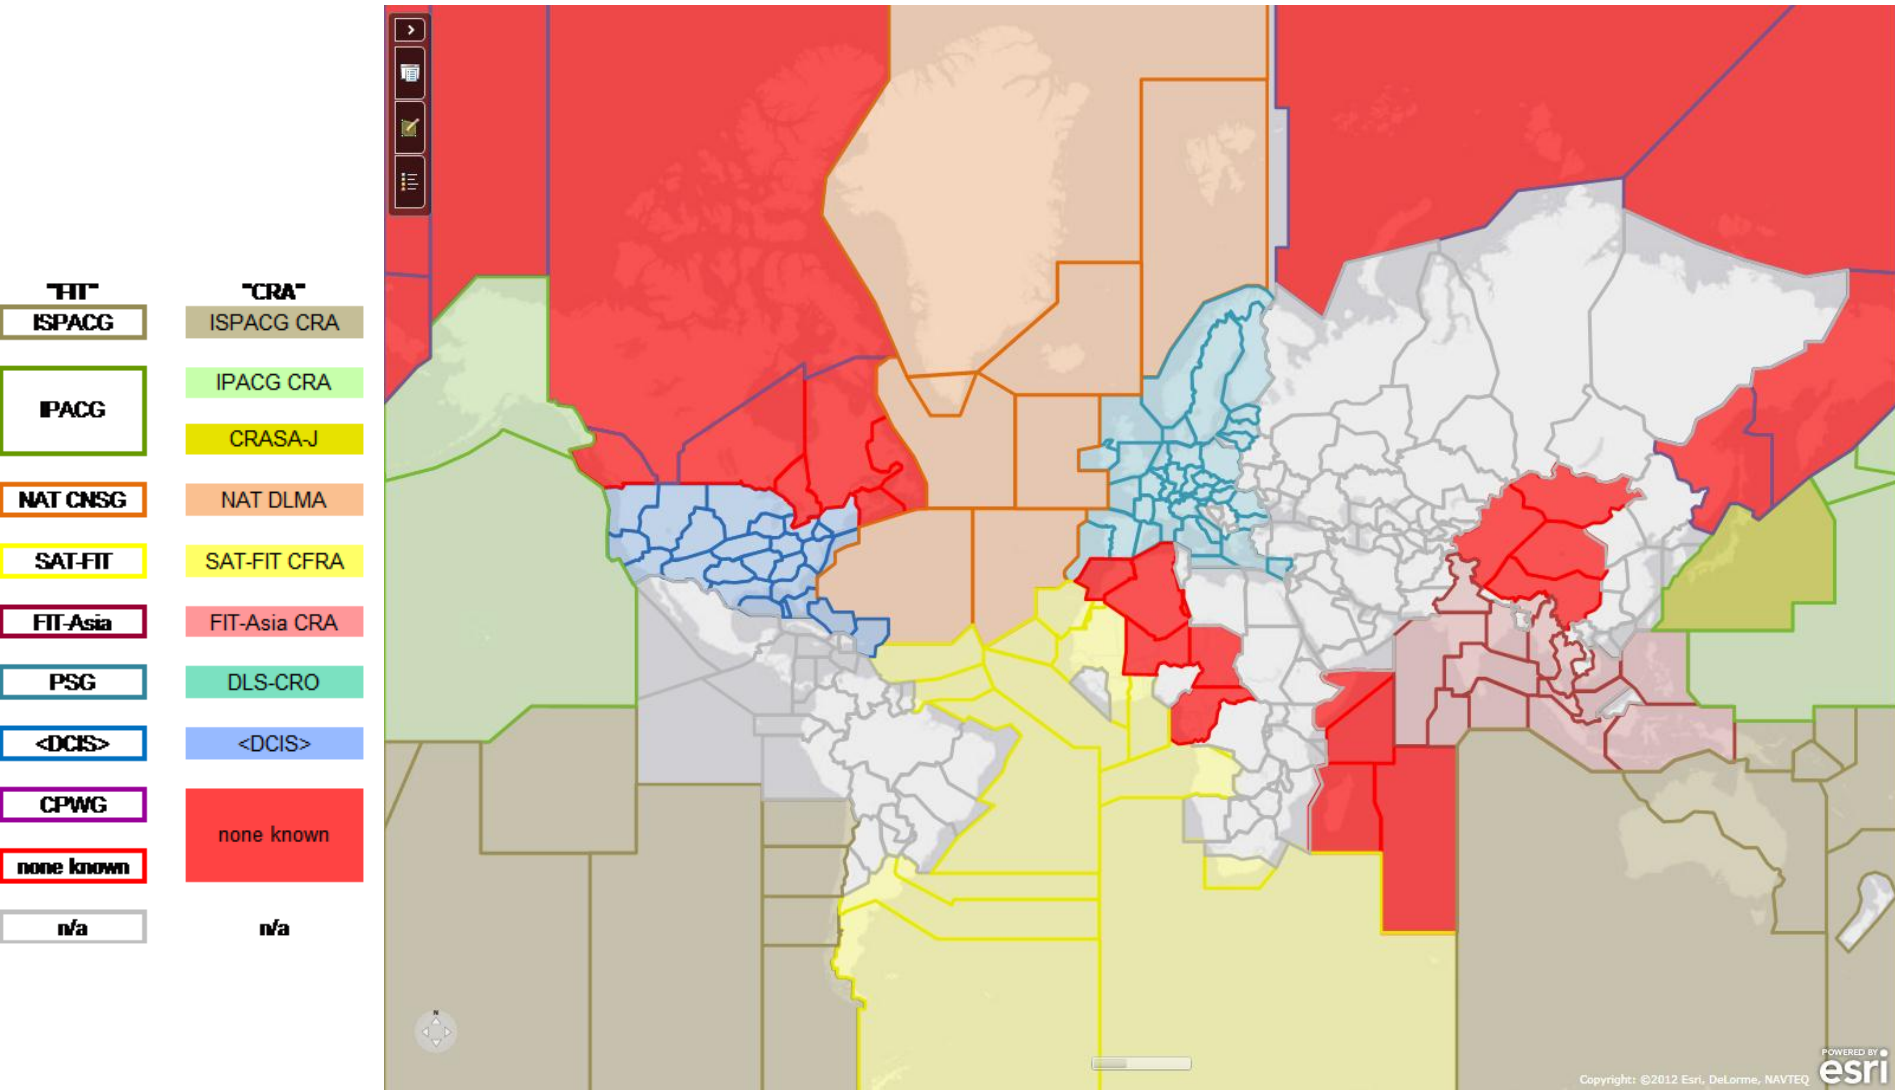 "FIT"
"CRA"
ISPACG
ISPACG CRA
IPACG
IPACG CRA
CRASA-J
NAT CNSG
NAT DLMA
SAT-FIT
SAT-FIT CFRA
FIT-Asia
FIT-Asia CRA
PSG
DLS-CRO
<DCIS>
<DCIS>
CPWG
none known
none known
n/a
n/a
N
POWERED BY
esri
Copyright: ©2012 Esri, DeLorme, NAVTEQ